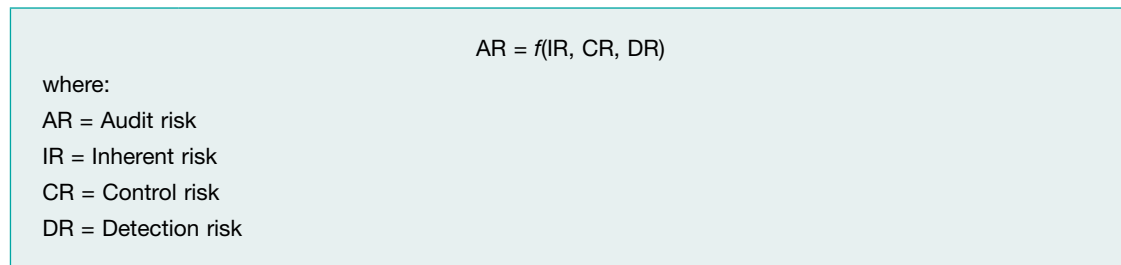 AR = f(IR, CR, DR)
where:
AR = Audit risk
IR = Inherent risk
CR = Control risk
DR = Detection risk